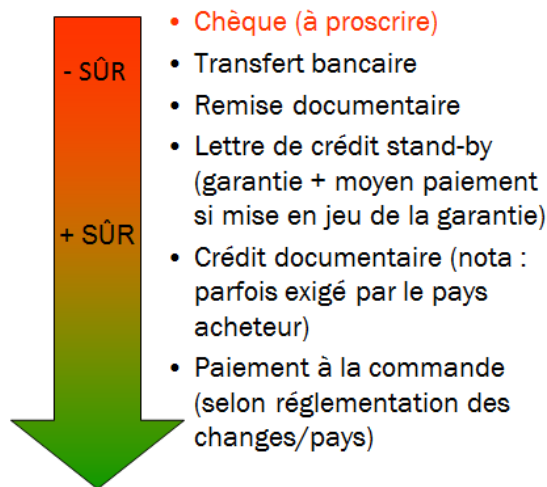 - SÛR
+ SÛR
• Chèque (à proscrire)
• Transfert bancaire
• Remise documentaire
• Lettre de crédit stand-by
(garantie + moyen paiement
si mise en jeu de la garantie)
• Crédit documentaire (nota :
parfois exigé par le pays
acheteur)
• Paiement à la commande
(selon réglementation des
changes/pays)